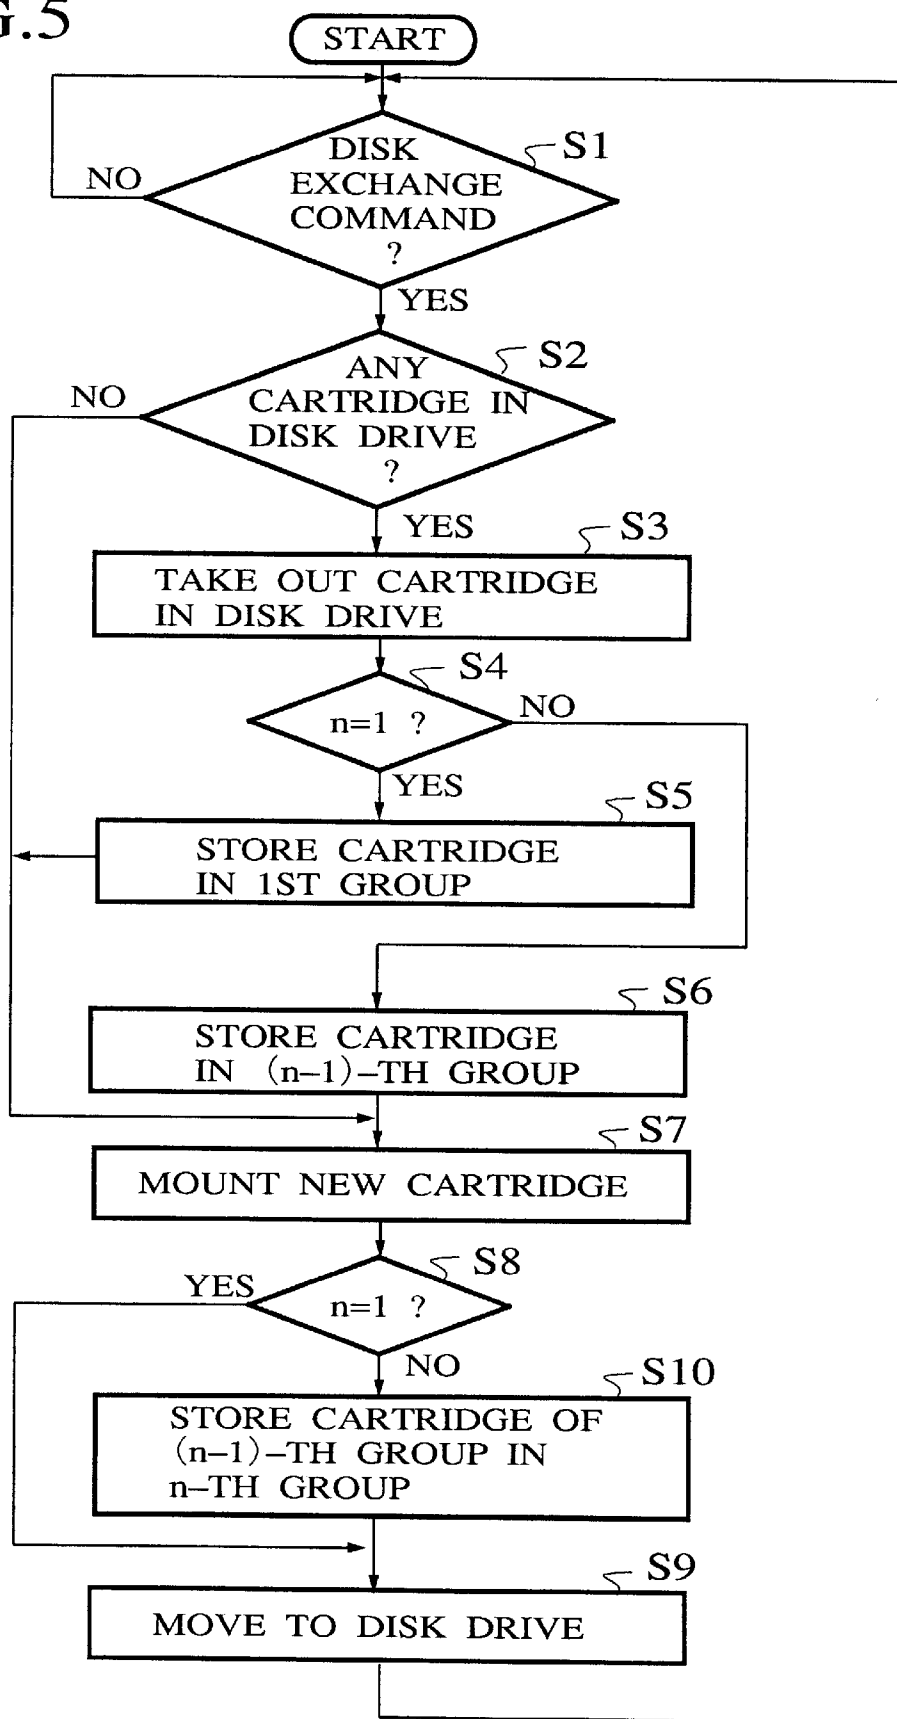 G.5
START
DISK
EXCHANGE
COMMAND
?
S1
NO
YES
ANY
CARTRIDGE IN
DISK DRIVE
?
S2
NO
YES
S3
TAKE OUT CARTRIDGE
IN DISK DRIVE
S4
n=1 ?
NO
YES
S5
STORE CARTRIDGE
IN 1ST GROUP
S6
STORE CARTRIDGE
IN (n-1)-TH GROUP
S7
MOUNT NEW CARTRIDGE
S8
YES
n=1 ?
NO
S10
STORE CARTRIDGE OF
(n-1)-TH GROUP IN
n-TH GROUP
S9
MOVE TO DISK DRIVE